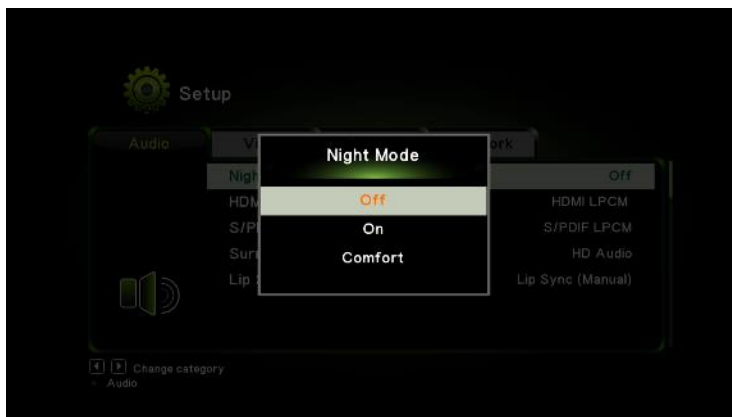 Setup
Audio
Night Mode
Off
Off
HDMI LPCM
On
S/PDIF LPCM
Comfort
HD Audio
Lip
Lip Sync (Manual)
Change category
Audio